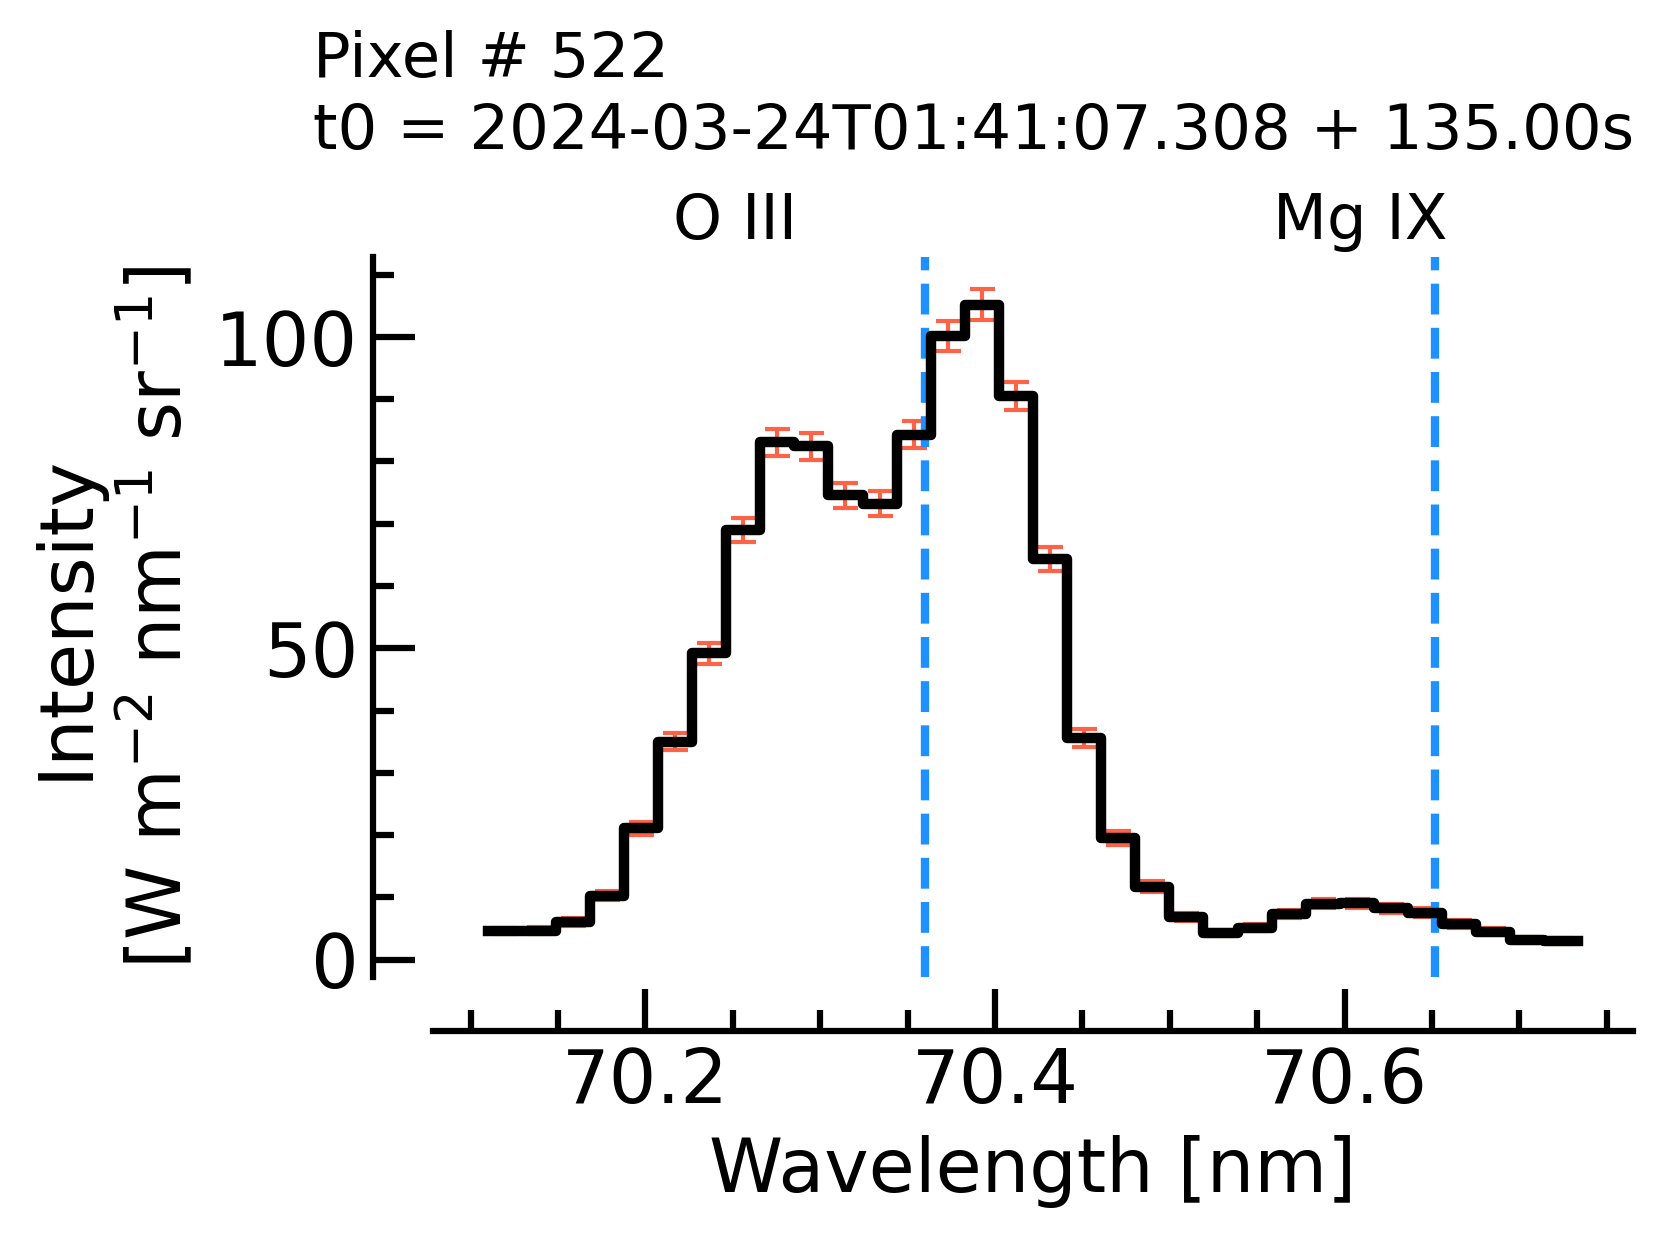 Pixel # 522
t0 = 2024-03-24T01:41:07.308 + 135.00s
O III Mg IX
Intensity
[W m⁻² nm⁻¹ sr⁻¹]
100
50
0
70.2 70.4 70.6
Wavelength [nm]